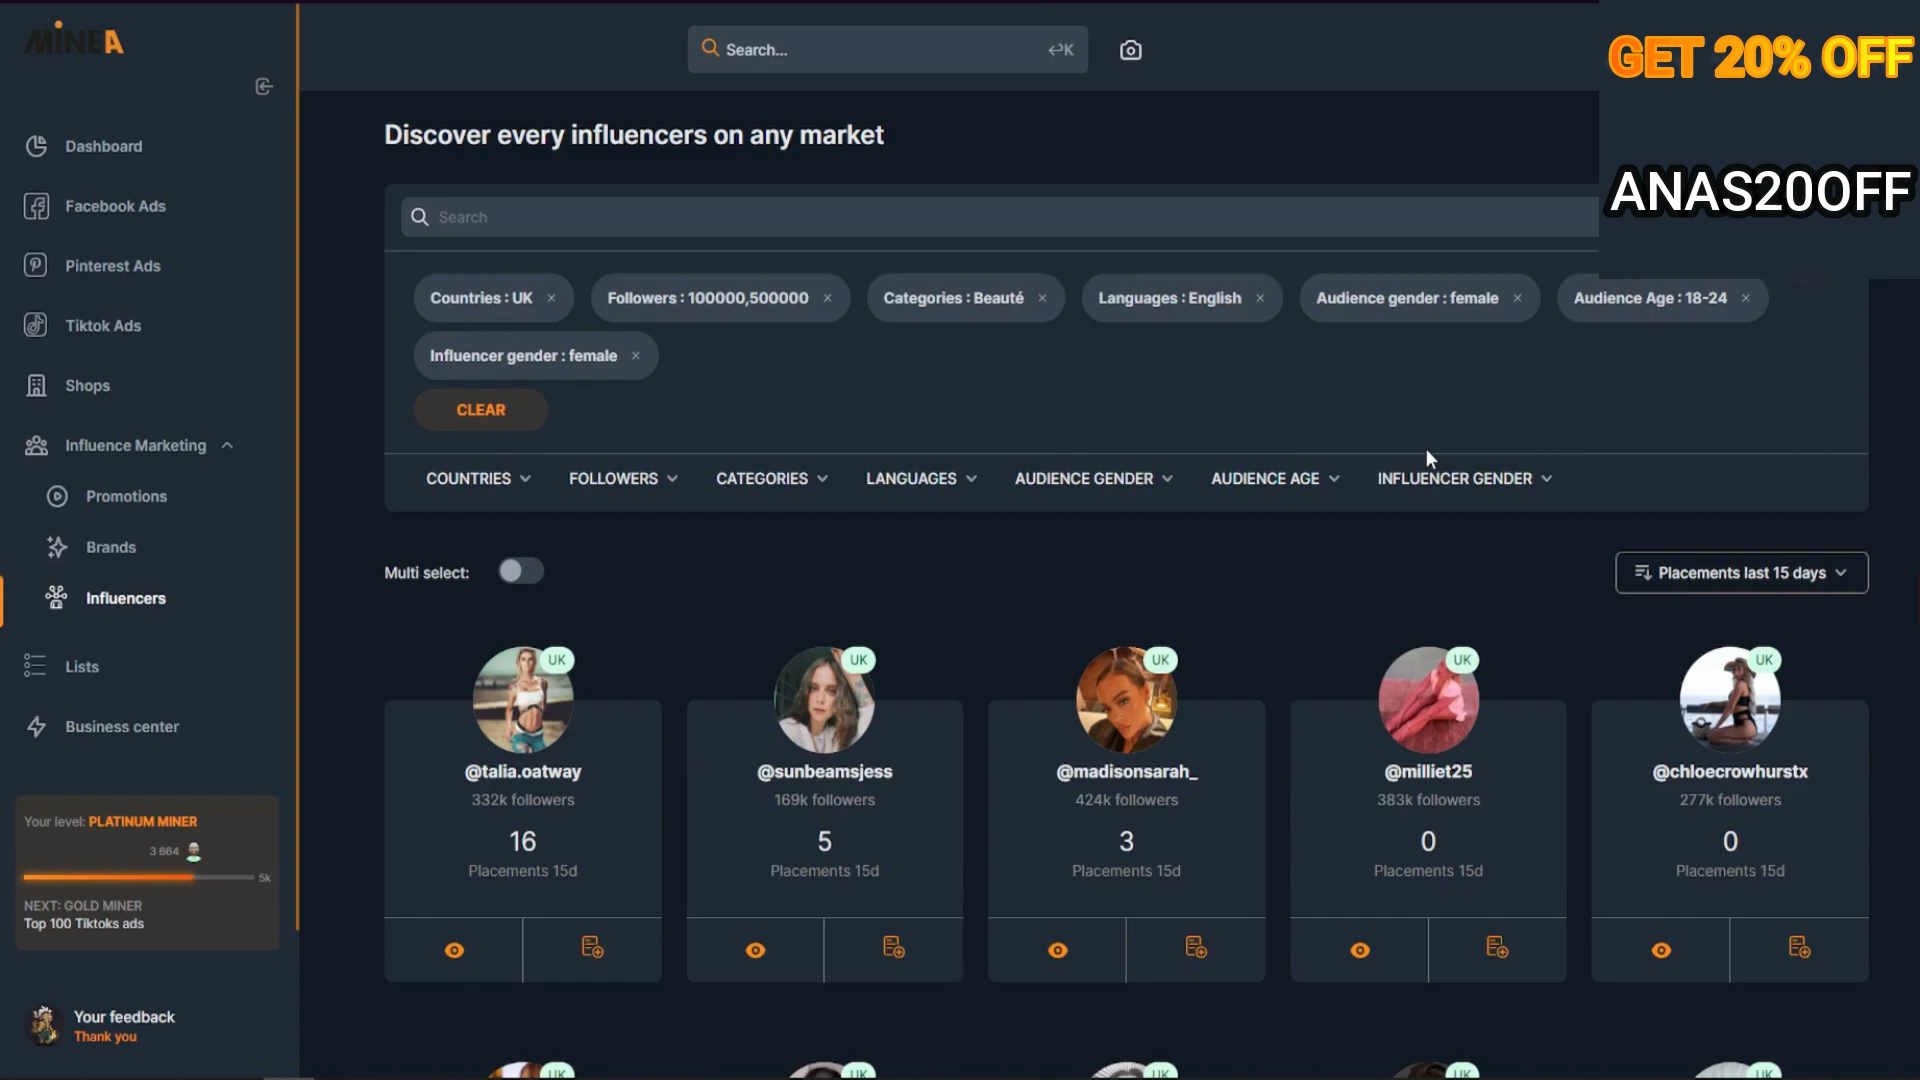 MINEA
Search...
K
GET 20% OFF
ANAS20OFF
Dashboard
Facebook Ads
Pinterest Ads
Tiktok Ads
Shops
Influence Marketing
Promotions
Brands
Influencers
Lists
Business center
Your level: PLATINUM MINER
3 664
5k
NEXT: GOLD MINER
Top 100 Tiktoks ads
Your feedback
Thank you
Discover every influencers on any market
Search
Countries : UK ×
Followers : 100000,500000 ×
Categories : Beauté ×
Languages : English ×
Audience gender : female ×
Audience Age : 18-24 ×
Influencer gender : female ×
CLEAR
COUNTRIES
FOLLOWERS
CATEGORIES
LANGUAGES
AUDIENCE GENDER
AUDIENCE AGE
INFLUENCER GENDER
Multi select:
Placements last 15 days
UK
@talia.oatway
332k followers
16
Placements 15d
UK
@sunbeamsjess
169k followers
5
Placements 15d
UK
@madisonsarah_
424k followers
3
Placements 15d
UK
@milliet25
383k followers
0
Placements 15d
UK
@chloecrowhurstx
277k followers
0
Placements 15d
UK
UK
UK
UK
UK